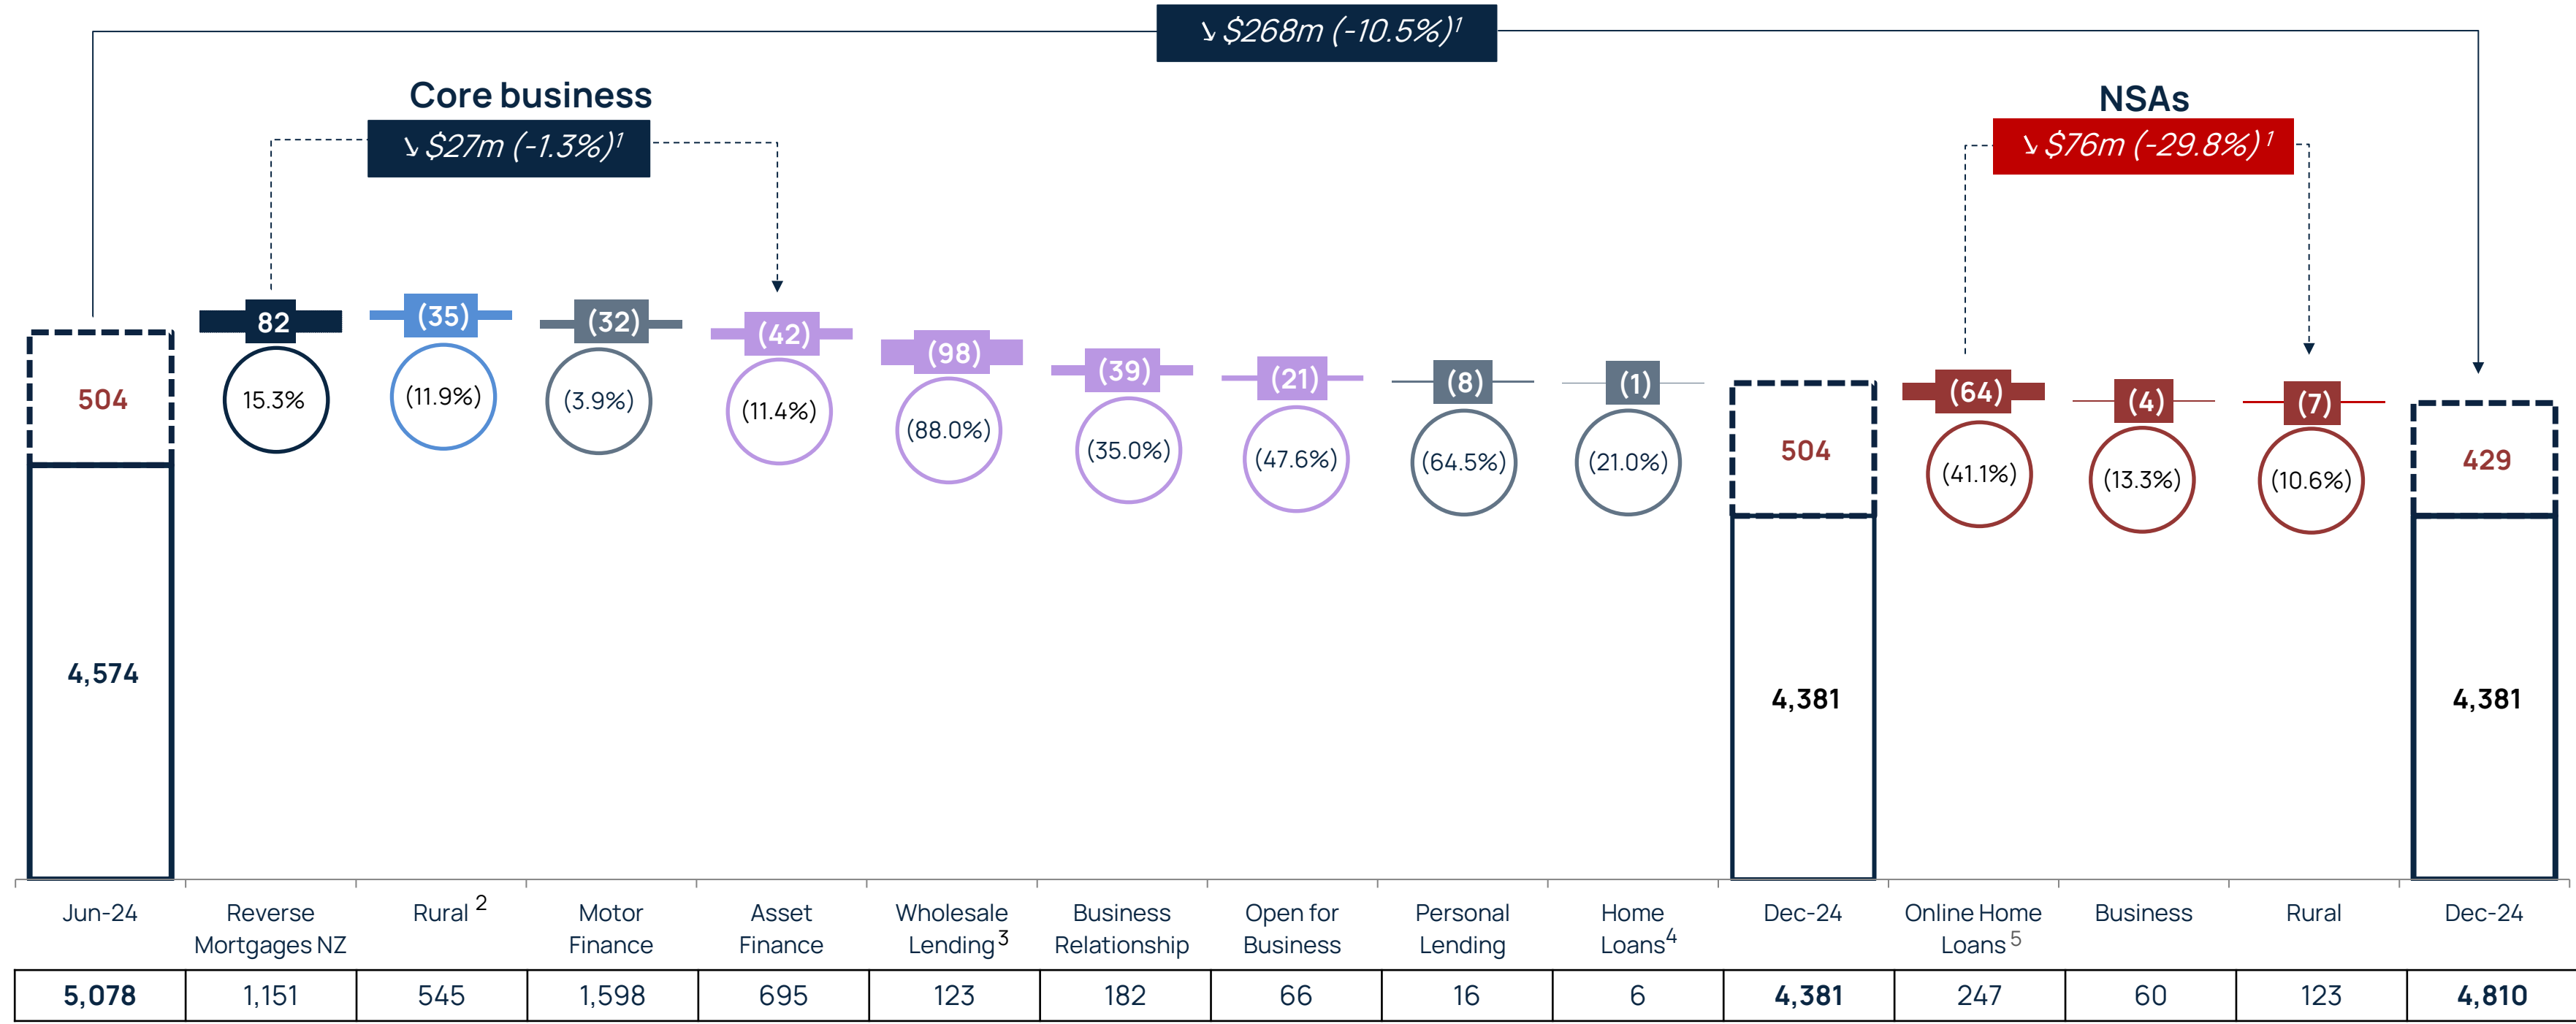 ↘ $268m (-10.5%)¹
Core business
NSAs
↘ $27m (-1.3%)¹
↘ $76m (-29.8%) ¹
504
4,574
82
15.3%
(35)
(11.9%)
(32)
(3.9%)
(42)
(11.4%)
(98)
(88.0%)
(39)
(35.0%)
(21)
(47.6%)
(8)
(64.5%)
(1)
(21.0%)
504
4,381
(64)
(41.1%)
(4)
(13.3%)
(7)
(10.6%)
429
4,381
Jun-24
Reverse
Mortgages NZ
Rural ²
Motor
Finance
Asset
Finance
Wholesale
Lending³
Business
Relationship
Open for
Business
Personal
Lending
Home
Loans⁴
Dec-24
Online Home
Loans ⁵
Business
Rural
Dec-24
5,078 1,151 545 1,598 695 123 182 66 16 6 4,381 247 60 123 4,810